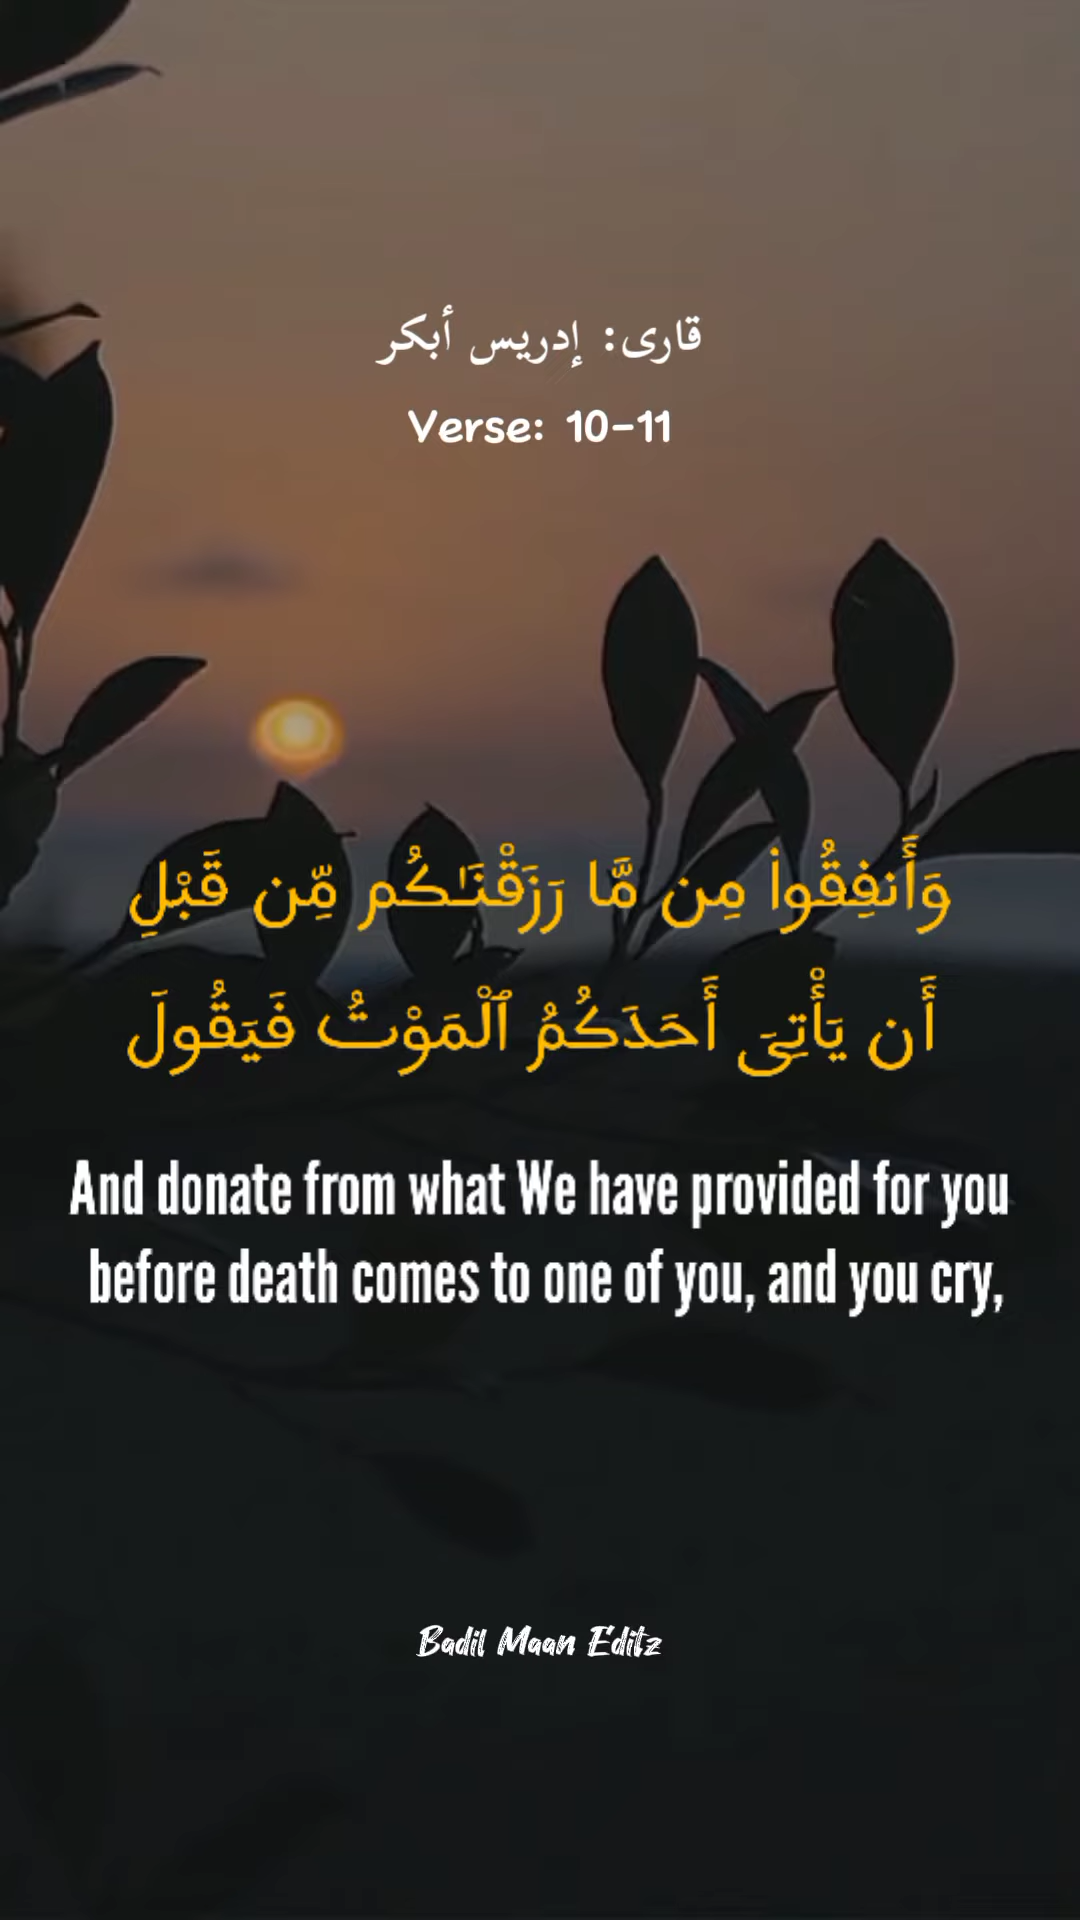 قارى: إدريس أبكر
Verse: 10-11
وَأَنفِقُوا۟ مِن مَّا رَزَقْنَـٰكُم مِّن قَبْلِ
أَن يَأْتِىَ أَحَدَكُمُ ٱلْمَوْتُ فَيَقُولَ
And donate from what We have provided for you
before death comes to one of you, and you cry,
Badil Maan Editz